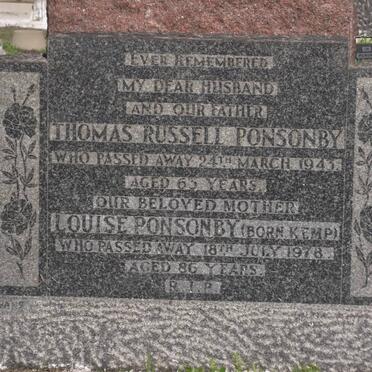 EVER REMEMBERED
MY DEAR HUSBAND
AND OUR FATHER
THOMAS RUSSELL PONSONBY
WHO PASSED AWAY 24TH MARCH 1943.
AGED 65 YEARS.
OUR BELOVED MOTHER
LOUISE PONSONBY (BORN KEMP)
WHO PASSED AWAY 18TH JULY 1978.
AGED 86 YEARS.
R.I.P.